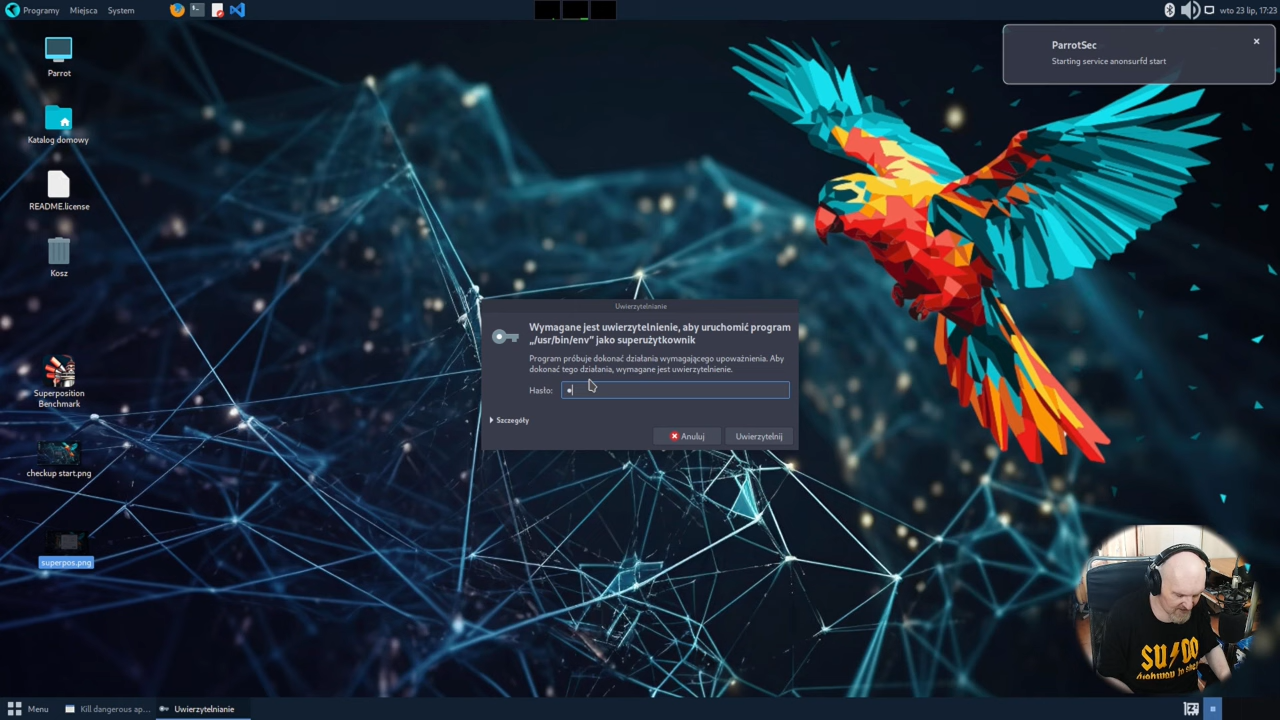 Programy Miejsca System
wto 23 lip, 17:23
ParrotSec
Starting service anonsurfd start
Parrot
Katalog domowy
README.license
Kosz
Superposition
Benchmark
checkup start.png
superpos.png
Uwierzytelnianie
Wymagane jest uwierzytelnienie, aby uruchomić program
„/usr/bin/env” jako superużytkownik
Program próbuje dokonać działania wymagającego upoważnienia. Aby
dokonać tego działania, wymagane jest uwierzytelnienie.
Hasło:
Szczegóły
Anuluj Uwierzytelnij
SU DO
Menu Kill dangerous ap... Uwierzytelnianie